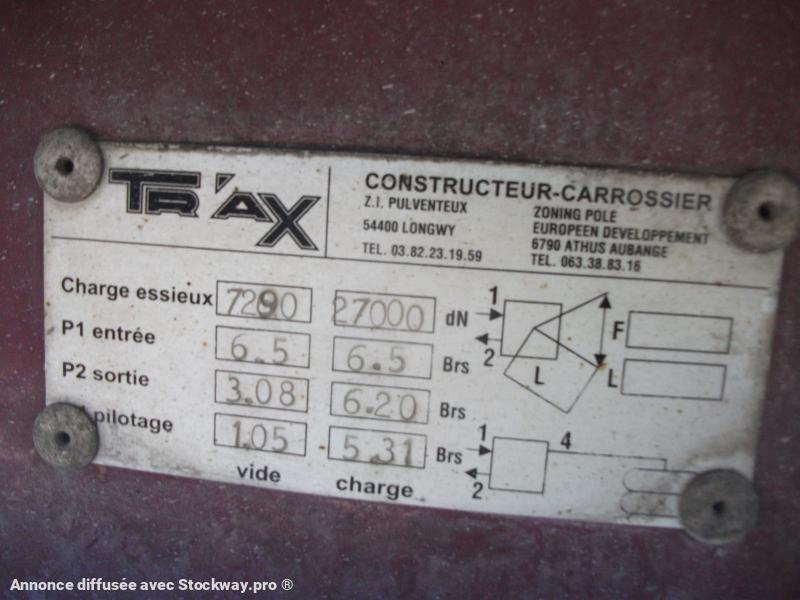 TR'AX
CONSTRUCTEUR-CARROSSIER
Z.I. PULVENTEUX
54400 LONGWY
TEL. 03.82.23.19.59
ZONING POLE
EUROPEEN DEVELOPPEMENT
6790 ATHUS AUBANGE
TEL. 063.38.83.16
Charge essieux 7290 27000 dN
P1 entrée 6.5 6.5 Brs
P2 sortie 3.08 6.20 Brs
pilotage 1.05 5.31 Brs
vide charge
1
2
L
F
L
1
2
4
Annonce diffusée avec Stockway.pro ®